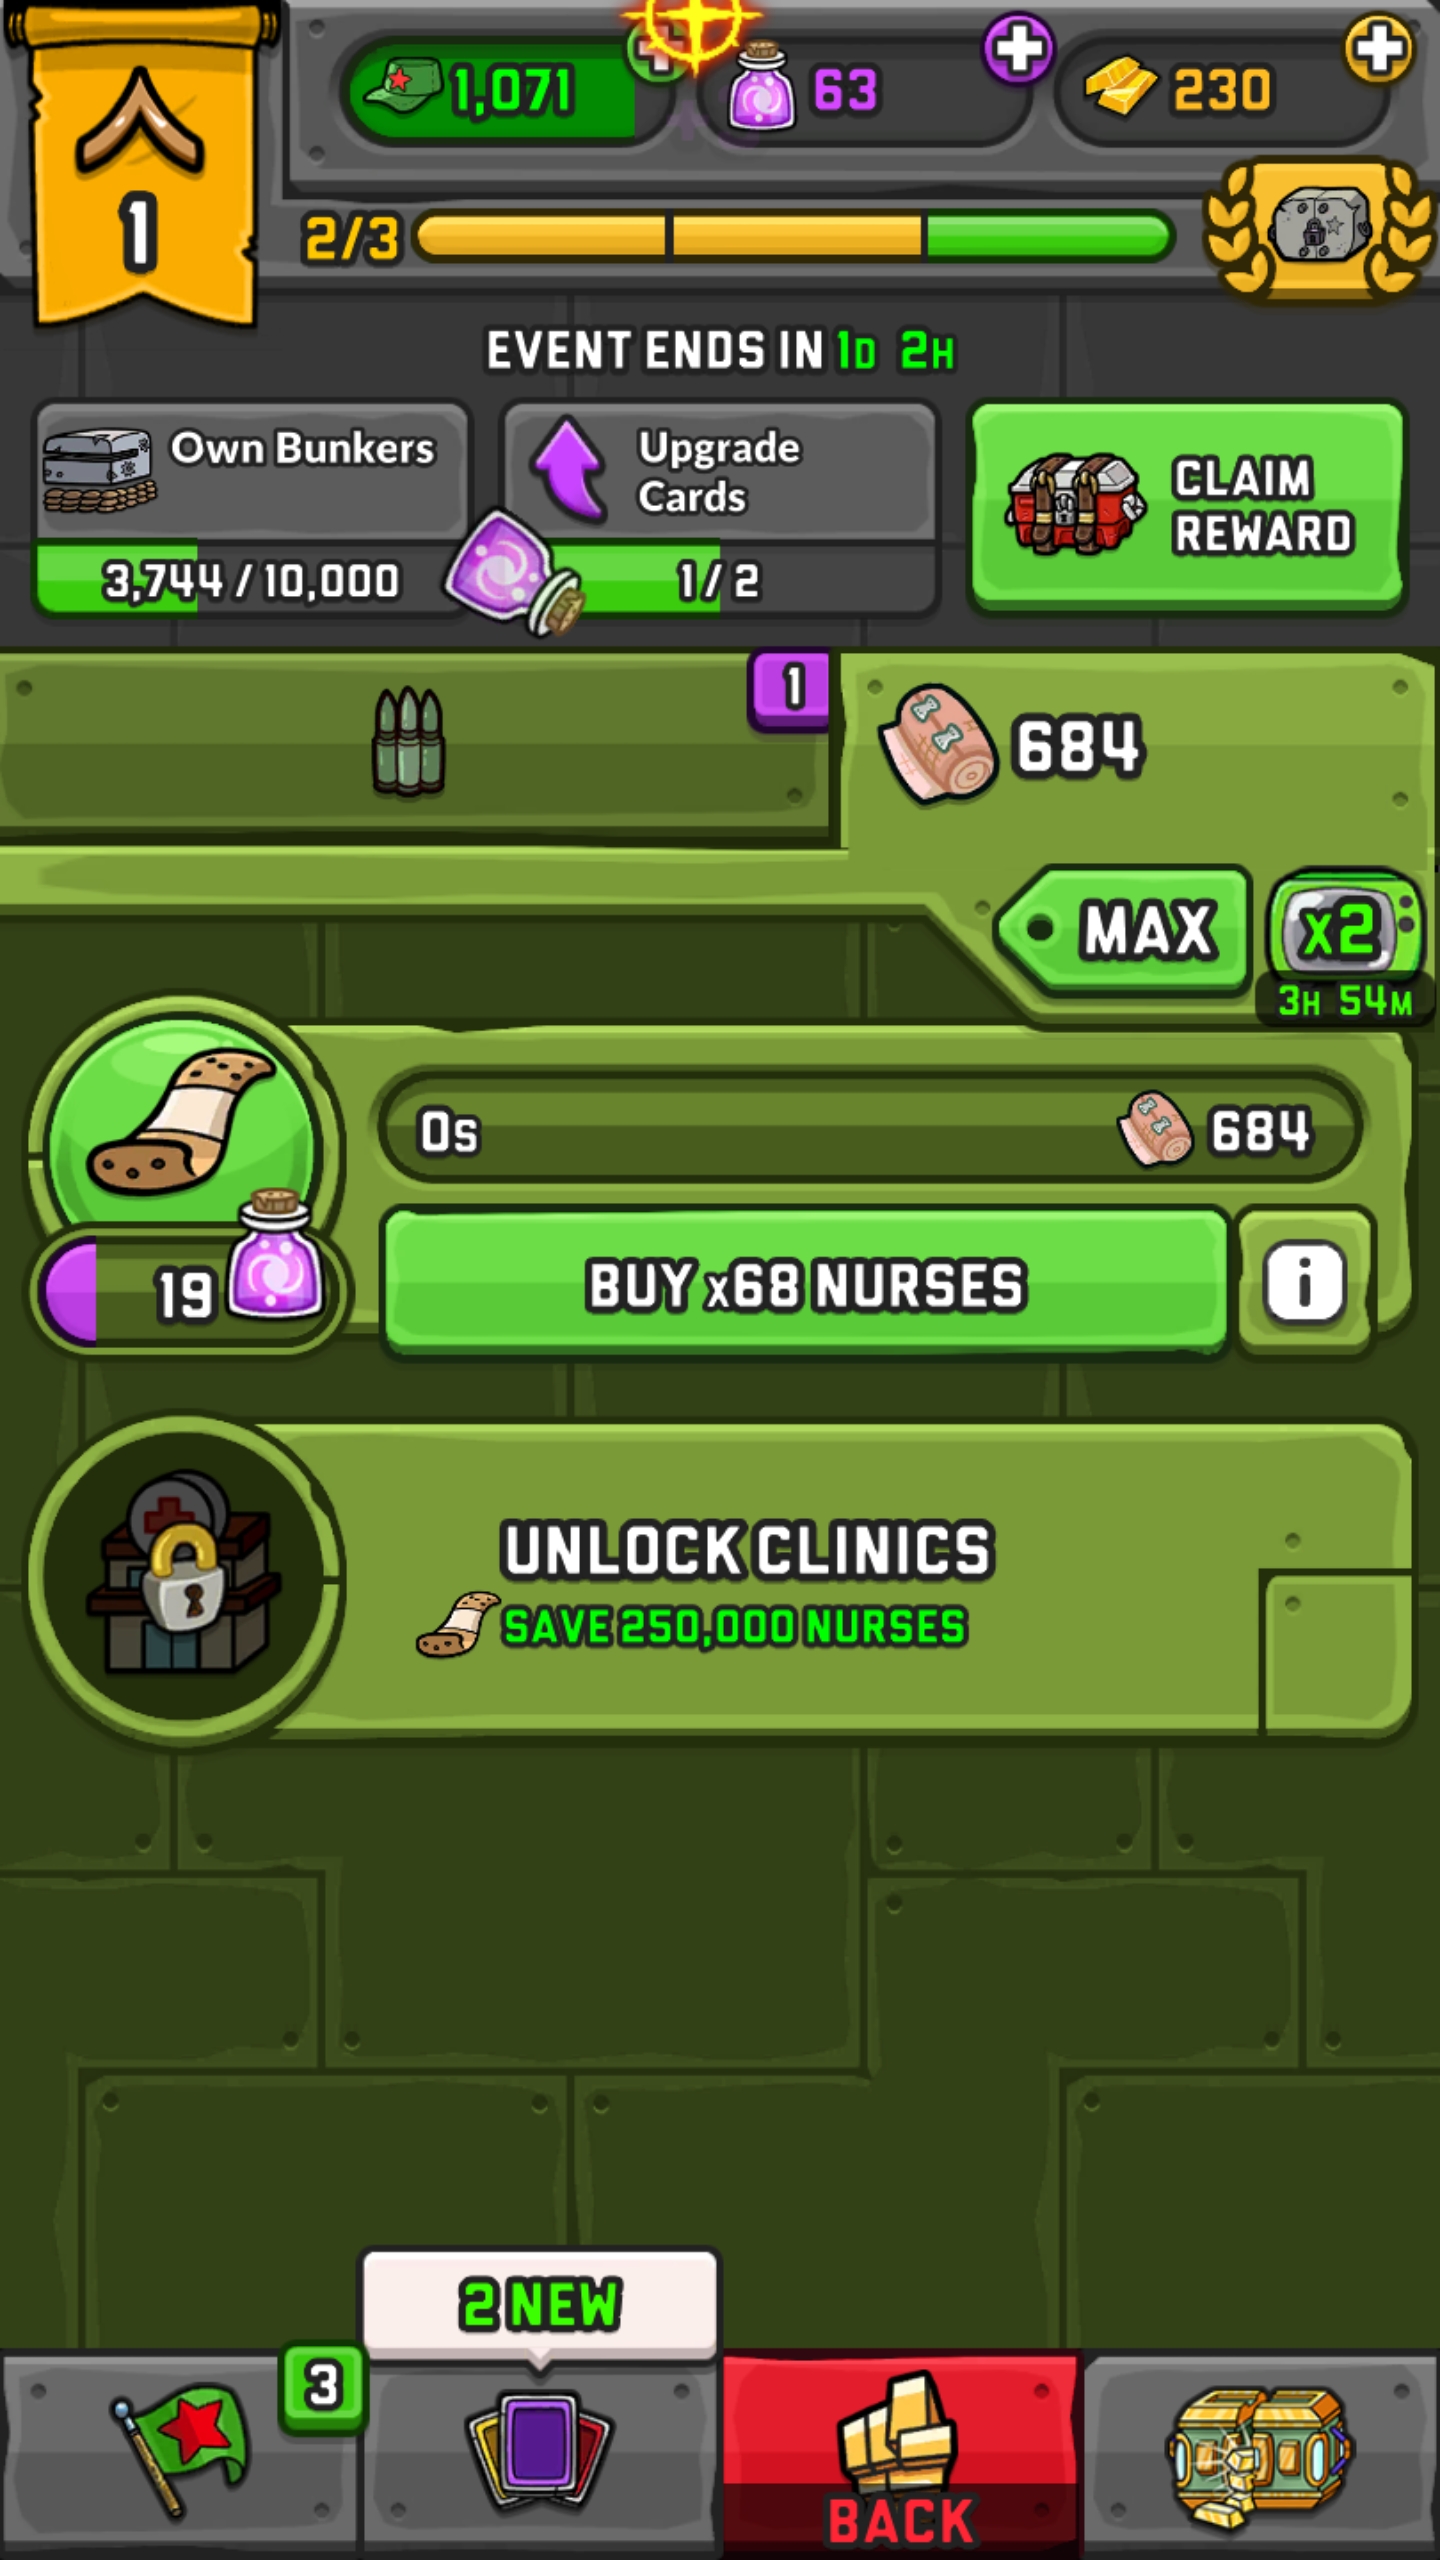 1
1,071
63
230
2/3
EVENT ENDS IN 1D 2H
Own Bunkers
3,744 / 10,000
Upgrade
Cards
1 / 2
CLAIM
REWARD
1
684
MAX
x2
3H 54M
0s
684
19
BUY x68 NURSES
i
UNLOCK CLINICS
SAVE 250,000 NURSES
2 NEW
3
BACK